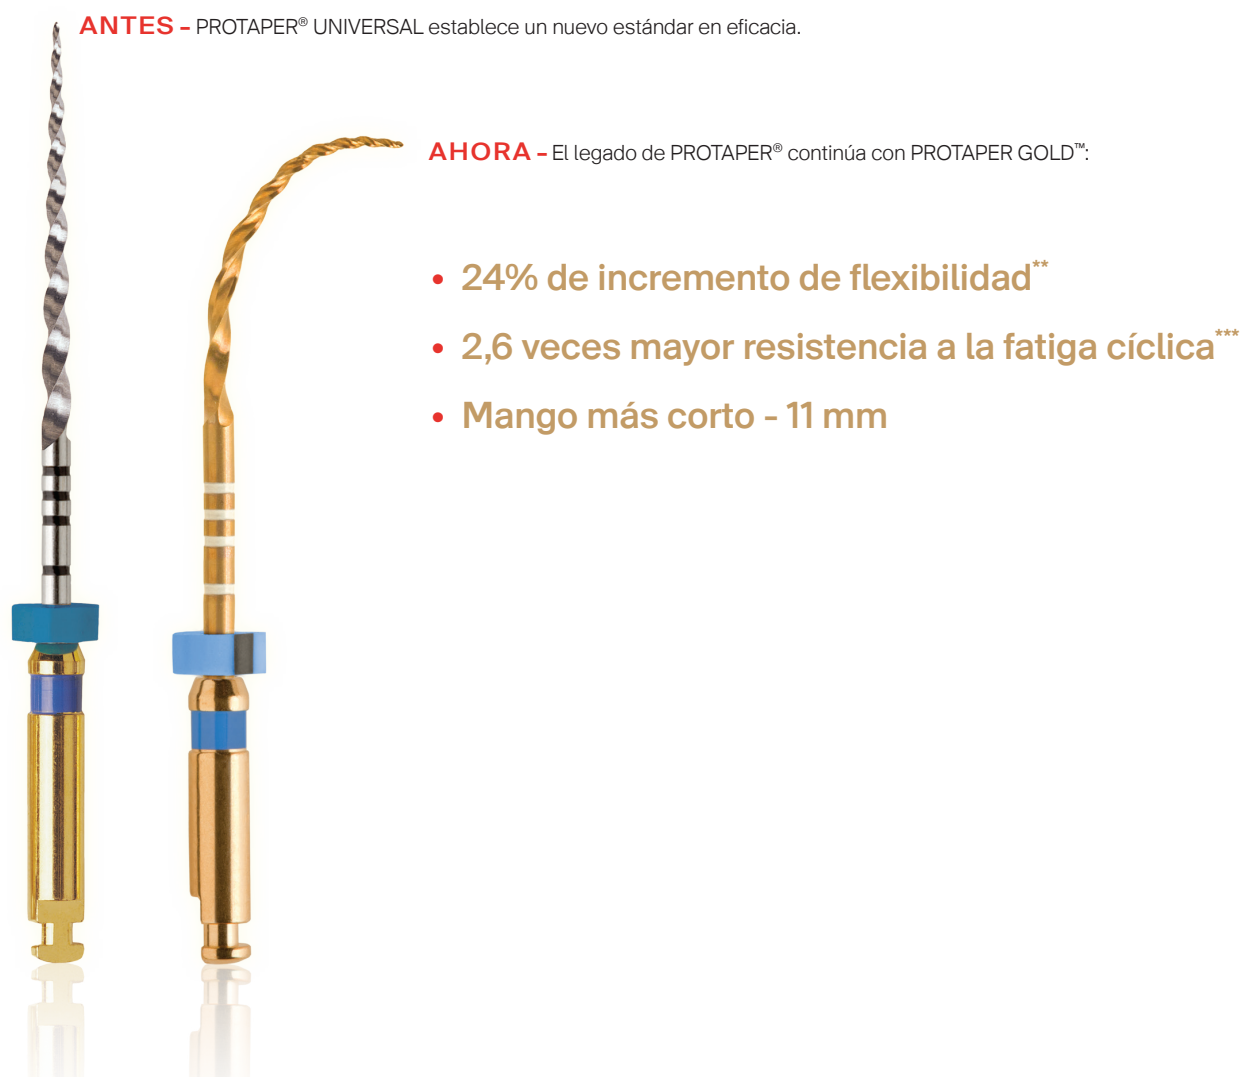 ANTES - PROTAPER® UNIVERSAL establece un nuevo estándar en eficacia.
AHORA - El legado de PROTAPER® continúa con PROTAPER GOLD™:
• 24% de incremento de flexibilidad**
• 2,6 veces mayor resistencia a la fatiga cíclica***
• Mango más corto - 11 mm